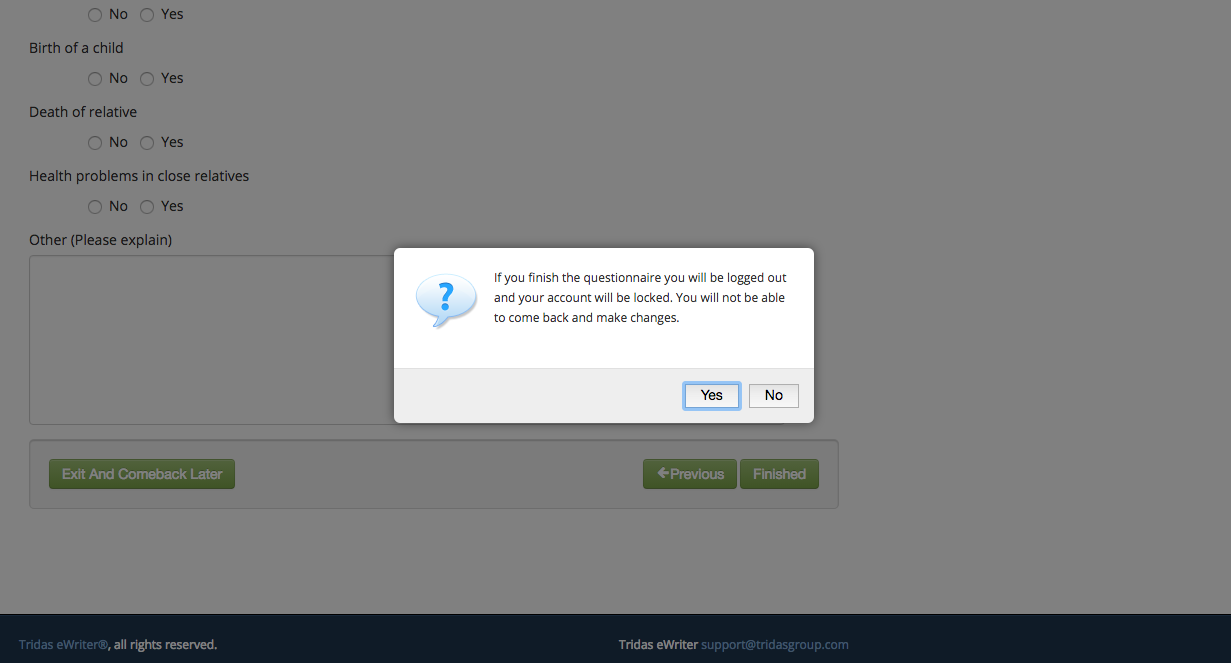 No Yes
Birth of a child
No Yes
Death of relative
No Yes
Health problems in close relatives
No Yes
Other (Please explain)
?
If you finish the questionnaire you will be logged out
and your account will be locked. You will not be able
to come back and make changes.
Yes No
Exit And Comeback Later
Previous Finished
Tridas eWriter®, all rights reserved.
Tridas eWriter support@tridasgroup.com